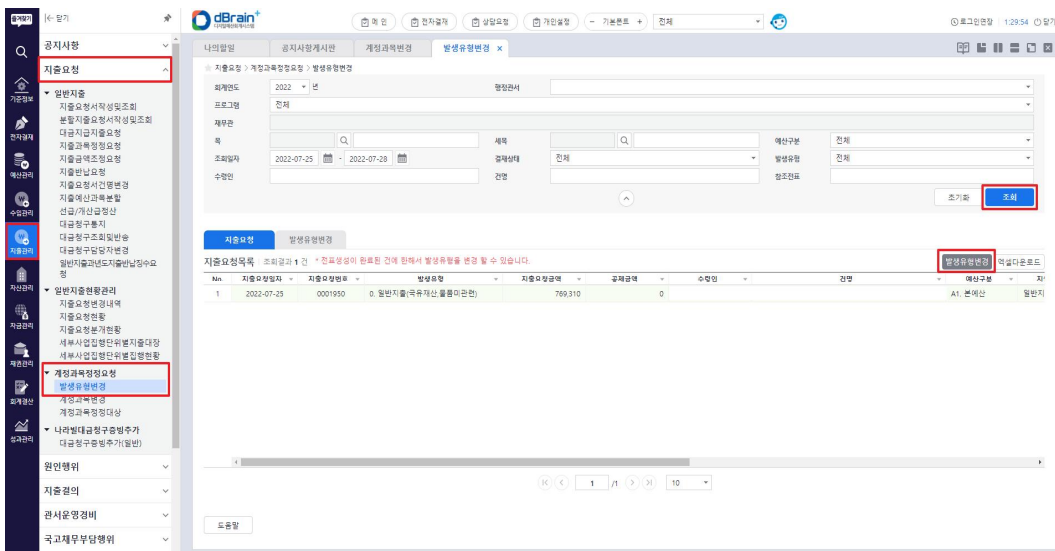 즐겨찾기
닫기
dBrain+
디지털예산회계시스템
메 인
전자결재
상담요청
개인설정
- 기본폰트 +
전체
로그인연장 1:29:54 닫기
공지사항
지출요청
일반지출
지출요청서작성및조회
분할지출요청서작성및조회
대금지급지출요청
지출과목정정요청
지출금액조정요청
지출반납요청
지출요청서건명변경
지출예산과목분할
선급/개산급정산
대금청구통지
대금청구조회및반송
대금청구담당자변경
일반지출과년도지출반납징수요
청
일반지출현황관리
지출요청변경내역
지출요청현황
지출요청분개현황
세부사업집행단위별지출대장
세부사업집행단위별집행현황
계정과목정정요청
발생유형변경
계정과목변경
계정과목정정대상
나라빌대금청구증빙추가
대금청구증빙추가(일반)
원인행위
지출결의
관서운영경비
국고채무부담행위
기준정보
전자결재
예산관리
수입관리
지출관리
자산관리
자금관리
채권관리
회계결산
성과관리
나의할일
공지사항게시판
계정과목변경
발생유형변경 ×
지출요청 > 계정과목정정요청 > 발생유형변경
회계연도 2022 년 행정관서
프로그램 전체
재무관
목 세목 예산구분 전체
조회일자 2022-07-25 - 2022-07-28 결재상태 전체 발생유형 전체
수령인 건명 참조전표
초기화 조회
지출요청 발생유형변경
지출요청목록 조회결과 1 건 * 전표생성이 완료된 건에 한해서 발생유형을 변경 할 수 있습니다. 발생유형변경 엑셀다운로드
No. 지출요청일자 지출요청번호 발생유형 지출요청금액 공제금액 수령인 건명 예산구분 지
1 2022-07-25 0001950 0. 일반지출(국유재산,물품미관련) 769,310 0 A1. 본예산 일반지
1 /1 10
도움말